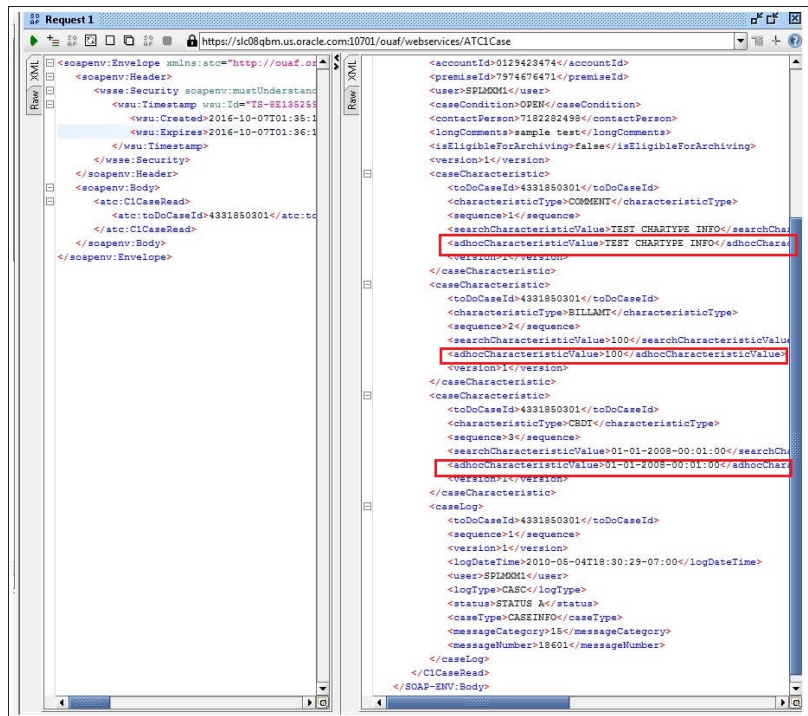 Request 1
https://slc08qbm.us.oracle.com:10701/ouaf/webservices/ATC1Case
XML
Raw
<soapenv:Envelope xmlns:atc="http://ouaf.or
<soapenv:Header>
<wsse:Security soapenv:mustUnderstand
<wsu:Timestamp wsu:Id="TS-8E135259
<wsu:Created>2016-10-07T01:35:1
<wsu:Expires>2016-10-07T01:36:1
</wsu:Timestamp>
</wsse:Security>
</soapenv:Header>
<soapenv:Body>
<atc:C1CaseRead>
<atc:toDoCaseId>4331850301</atc:to
</atc:C1CaseRead>
</soapenv:Body>
</soapenv:Envelope>
XML
Raw
<accountId>0129423474</accountId>
<premiseId>7974676471</premiseId>
<user>SPLMXM1</user>
<caseCondition>OPEN</caseCondition>
<contactPerson>7182282498</contactPerson>
<longComments>sample test</longComments>
<isEligibleForArchiving>false</isEligibleForArchiving>
<version>1</version>
<caseCharacteristic>
<toDoCaseId>4331850301</toDoCaseId>
<characteristicType>COMMENT</characteristicType>
<sequence>1</sequence>
<searchCharacteristicValue>TEST CHARTYPE INFO</searchChar
<adhocCharacteristicValue>TEST CHARTYPE INFO</adhocCharac
<version>1</version>
</caseCharacteristic>
<caseCharacteristic>
<toDoCaseId>4331850301</toDoCaseId>
<characteristicType>BILLAMT</characteristicType>
<sequence>2</sequence>
<searchCharacteristicValue>100</searchCharacteristicValue
<adhocCharacteristicValue>100</adhocCharacteristicValue>
<version>1</version>
</caseCharacteristic>
<caseCharacteristic>
<toDoCaseId>4331850301</toDoCaseId>
<characteristicType>CBDT</characteristicType>
<sequence>3</sequence>
<searchCharacteristicValue>01-01-2008-00:01:00</searchCha
<adhocCharacteristicValue>01-01-2008-00:01:00</adhocChara
<version>1</version>
</caseCharacteristic>
<caseLog>
<toDoCaseId>4331850301</toDoCaseId>
<sequence>1</sequence>
<version>1</version>
<logDateTime>2010-05-04T18:30:29-07:00</logDateTime>
<user>SPLMXM1</user>
<logType>CASC</logType>
<status>STATUS A</status>
<caseType>CASEINFO</caseType>
<messageCategory>15</messageCategory>
<messageNumber>18601</messageNumber>
</caseLog>
</C1CaseRead>
</SOAP-ENV:Body>